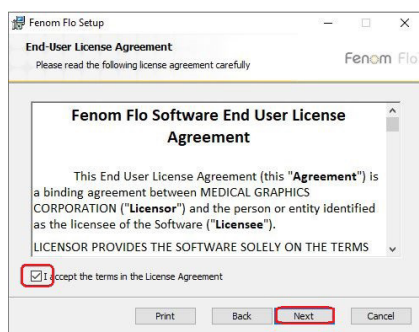 Fenom Flo Setup
End-User License Agreement
Please read the following license agreement carefully
Fenom Flo
Fenom Flo Software End User License
Agreement
This End User License Agreement (this "Agreement") is
a binding agreement between MEDICAL GRAPHICS
CORPORATION ("Licensor") and the person or entity identified
as the licensee of the Software ("Licensee").
LICENSOR PROVIDES THE SOFTWARE SOLELY ON THE TERMS
I accept the terms in the License Agreement
Print Back Next Cancel